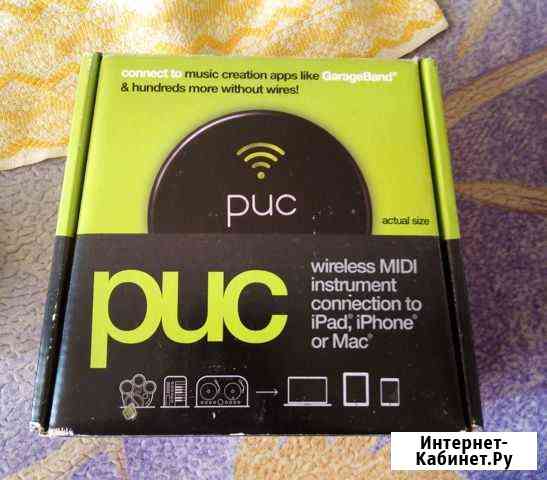 connect to music creation apps like GarageBand®
& hundreds more without wires!
puc
actual size
puc
wireless MIDI
instrument
connection to
iPad®, iPhone®
or Mac®
Интернет-
Кабинет.Ру